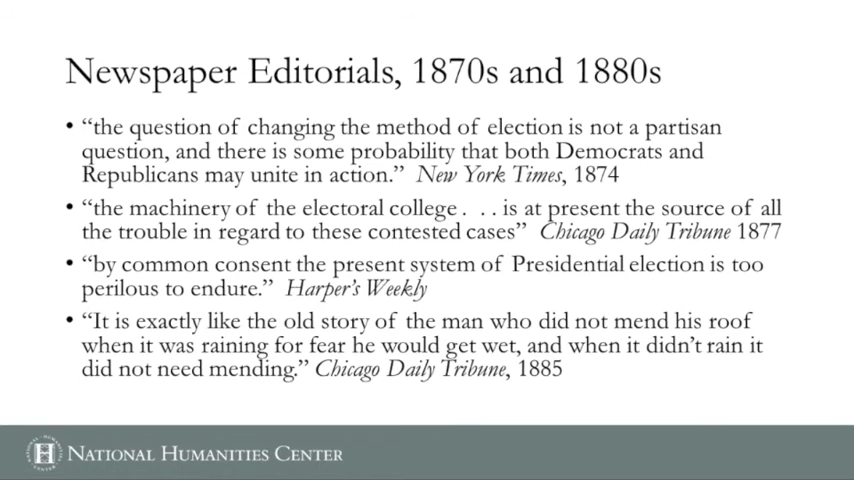 Newspaper Editorials, 1870s and 1880s
• “the question of changing the method of election is not a partisan
question, and there is some probability that both Democrats and
Republicans may unite in action.” New York Times, 1874
• “the machinery of the electoral college . . . is at present the source of all
the trouble in regard to these contested cases” Chicago Daily Tribune 1877
• “by common consent the present system of Presidential election is too
perilous to endure.” Harper’s Weekly
• “It is exactly like the old story of the man who did not mend his roof
when it was raining for fear he would get wet, and when it didn’t rain it
did not need mending.” Chicago Daily Tribune, 1885
H NATIONAL HUMANITIES CENTER